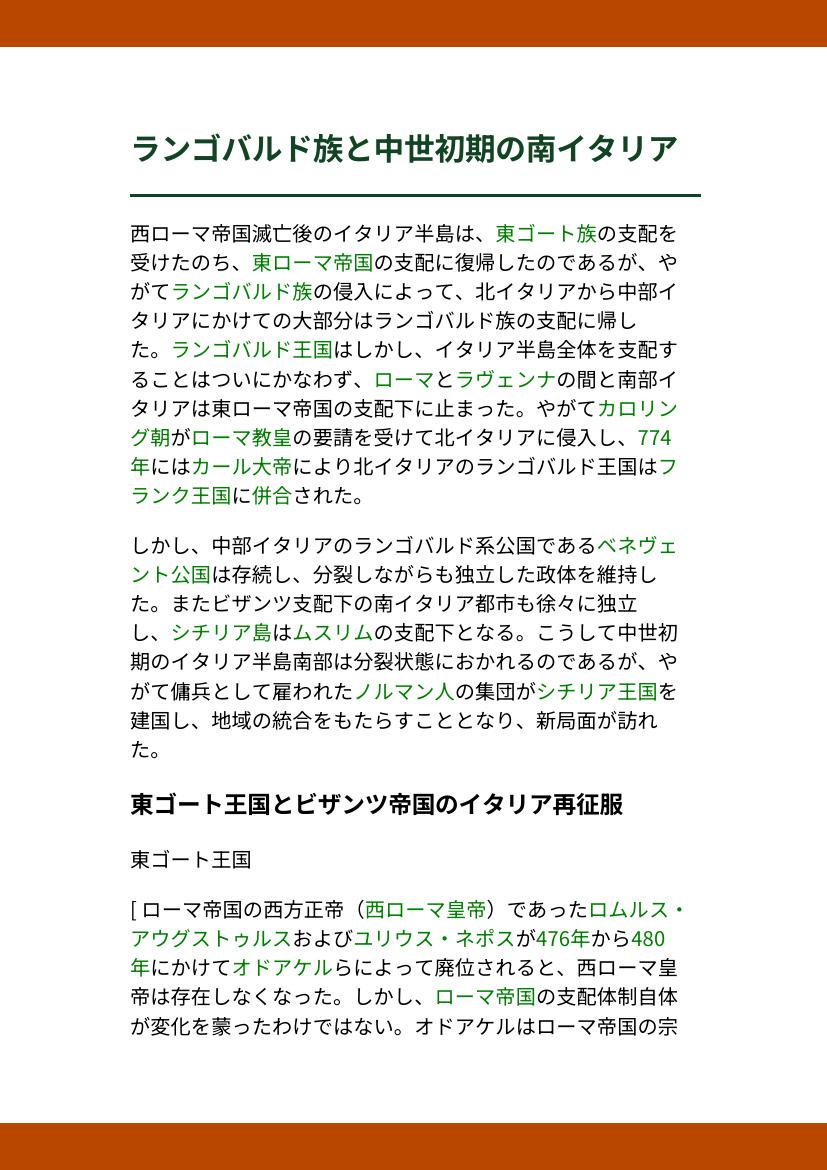 ランゴバルド族と中世初期の南イタリア
西ローマ帝国滅亡後のイタリア半島は、東ゴート族の支配を
受けたのち、東ローマ帝国の支配に復帰したのであるが、や
がてランゴバルド族の侵入によって、北イタリアから中部イ
タリアにかけての大部分はランゴバルド族の支配に帰し
た。ランゴバルド王国はしかし、イタリア半島全体を支配す
ることはついにかなわず、ローマとラヴェンナの間と南部イ
タリアは東ローマ帝国の支配下に止まった。やがてカロリン
グ朝がローマ教皇の要請を受けて北イタリアに侵入し、774
年にはカール大帝により北イタリアのランゴバルド王国はフ
ランク王国に併合された。
しかし、中部イタリアのランゴバルド系公国であるベネヴェ
ント公国は存続し、分裂しながらも独立した政体を維持し
た。またビザンツ支配下の南イタリア都市も徐々に独立
し、シチリア島はムスリムの支配下となる。こうして中世初
期のイタリア半島南部は分裂状態におかれるのであるが、や
がて傭兵として雇われたノルマン人の集団がシチリア王国を
建国し、地域の統合をもたらすこととなり、新局面が訪れ
た。
東ゴート王国とビザンツ帝国のイタリア再征服
東ゴート王国
[ ローマ帝国の西方正帝（西ローマ皇帝）であったロムルス・
アウグストゥルスおよびユリウス・ネポスが476年から480
年にかけてオドアケルらによって廃位されると、西ローマ皇
帝は存在しなくなった。しかし、ローマ帝国の支配体制自体
が変化を蒙ったわけではない。オドアケルはローマ帝国の宗